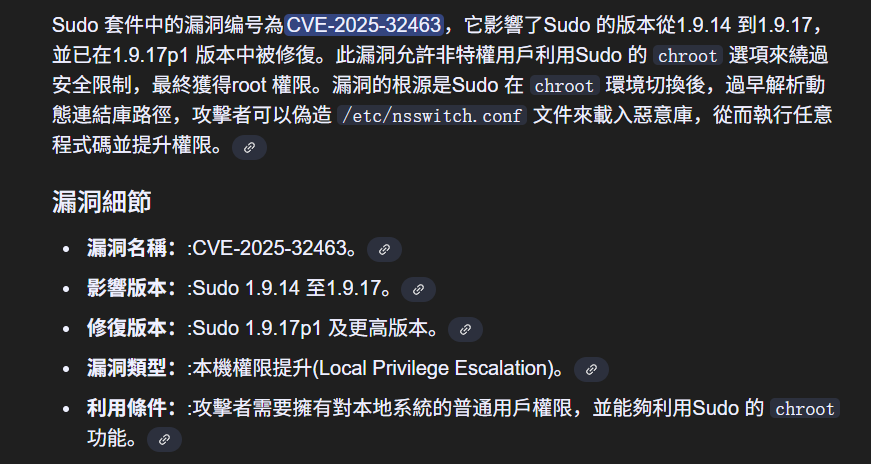 Sudo 套件中的漏洞編号為CVE-2025-32463，它影響了Sudo 的版本從1.9.14 到1.9.17，
並已在1.9.17p1 版本中被修復。此漏洞允許非特權用戶利用Sudo 的 chroot 選項來繞過
安全限制，最終獲得root 權限。漏洞的根源是Sudo 在 chroot 環境切換後，過早解析動
態連結庫路徑，攻擊者可以偽造 /etc/nsswitch.conf 文件來載入惡意庫，從而執行任意
程式碼並提升權限。
漏洞細節
• 漏洞名稱：:CVE-2025-32463。
• 影響版本：:Sudo 1.9.14 至1.9.17。
• 修復版本：:Sudo 1.9.17p1 及更高版本。
• 漏洞類型：:本機權限提升(Local Privilege Escalation)。
• 利用條件：:攻擊者需要擁有對本地系統的普通用戶權限，並能夠利用Sudo 的 chroot
功能。